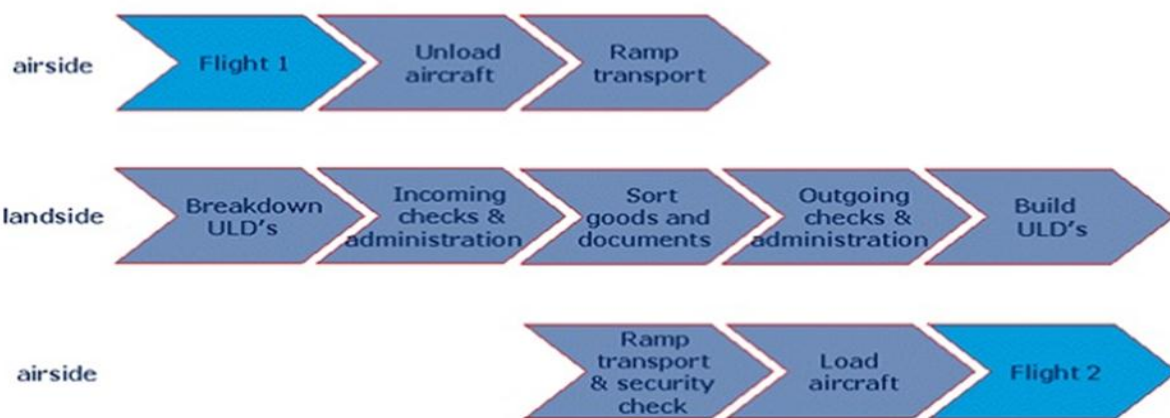 airside
Flight 1
Unload
aircraft
Ramp
transport
landside
Breakdown
ULD's
Incoming
checks &
administration
Sort
goods and
documents
Outgoing
checks &
administration
Build
ULD's
airside
Ramp
transport
& security
check
Load
aircraft
Flight 2